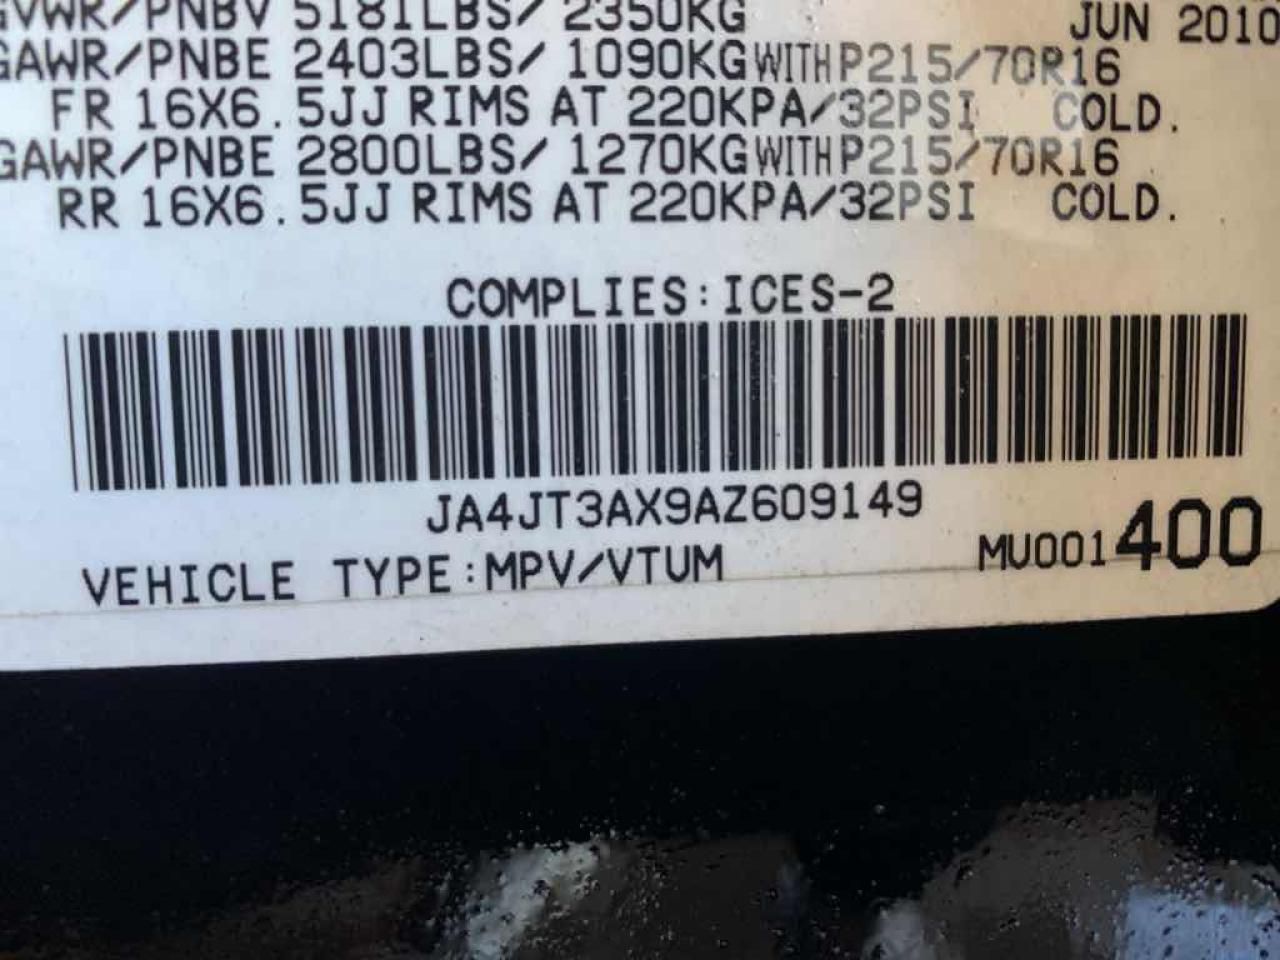 GVWR/PNBV 5181LBS/ 2350KG JUN 2010
GAWR/PNBE 2403LBS/ 1090KG WITH P215/70R16
FR 16X6.5JJ RIMS AT 220KPA/32PSI COLD.
GAWR/PNBE 2800LBS/ 1270KG WITH P215/70R16
RR 16X6.5JJ RIMS AT 220KPA/32PSI COLD.
COMPLIES:ICES-2
JA4JT3AX9AZ609149
VEHICLE TYPE:MPV/VTUM MU001400